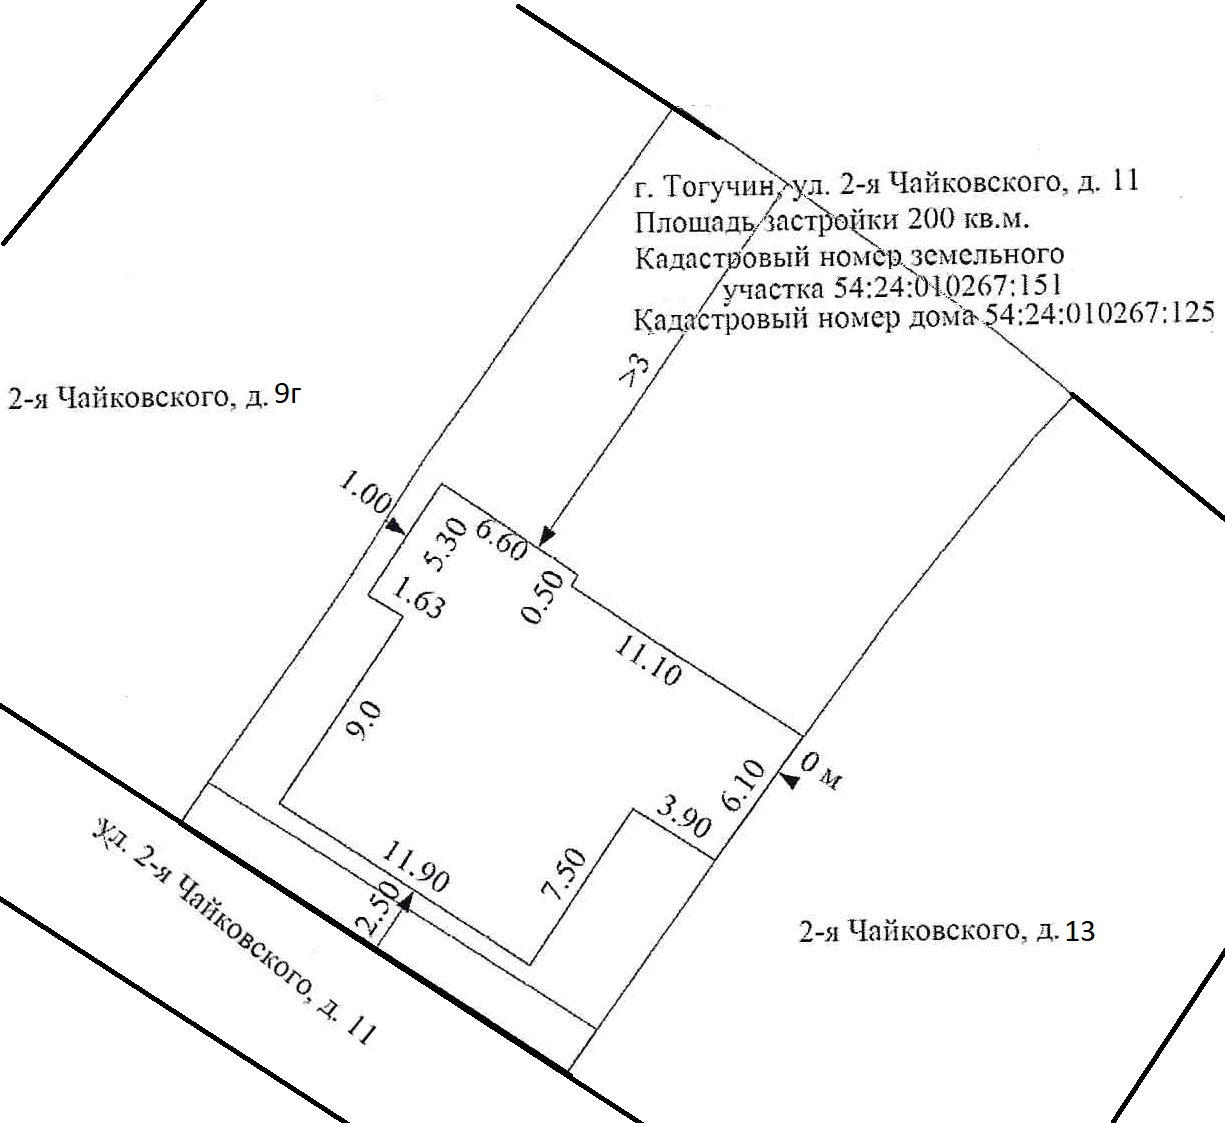 г. Тогучин, ул. 2-я Чайковского, д. 11
Площадь застройки 200 кв.м.
Кадастровый номер земельного
участка 54:24:010267:151
Кадастровый номер дома 54:24:010267:125
>3
2-я Чайковского, д. 9г
1.00
6.60
5.30
1.63
0.50
11.10
9.0
0 м
6.10
3.90
11.90
7.50
2.50
ул. 2-я Чайковского, д. 11
2-я Чайковского, д. 13